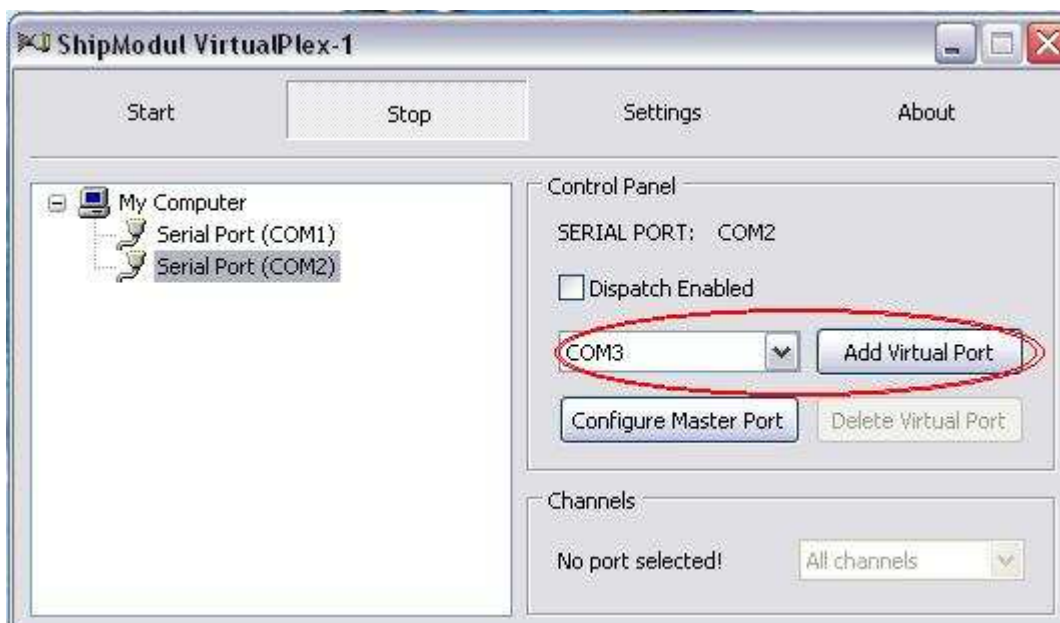 ShipModul VirtualPlex-1
Start Stop Settings About
My Computer
Serial Port (COM1)
Serial Port (COM2)
Control Panel
SERIAL PORT: COM2
Dispatch Enabled
COM3 Add Virtual Port
Configure Master Port Delete Virtual Port
Channels
No port selected! All channels